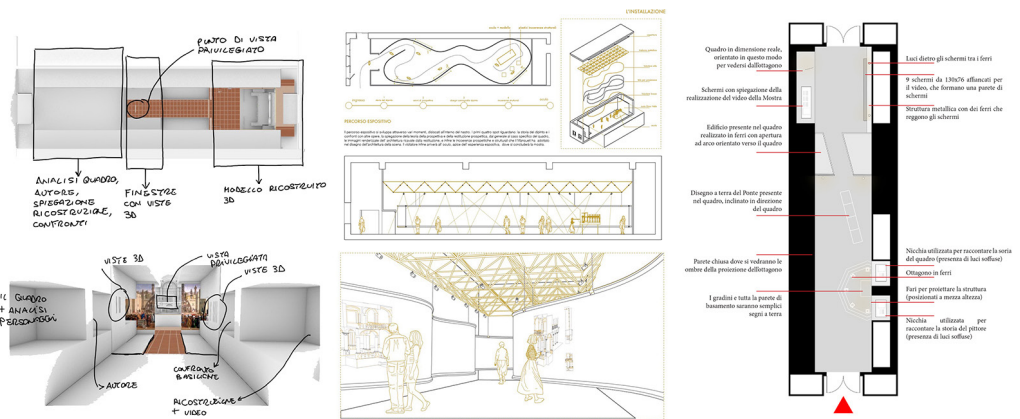 PUNTO DI VISTA
PRIVILEGIATO
ANALISI QUADRO,
AUTORE,
SPIEGAZIONE
RICOSTRUZIONE,
CONFRONTI
FINESTRE
CON VISTE
3D
MODELLO RICOSTRUITO
3D
VISTE 3D
VISTA
PRIVILEGIATA
VISTE 3D
IL QUADRO
+ ANALISI
PERSONAGGI
AUTORE
CONFRONTO
BASILICHE
RICOSTRUZIONE
+ VIDEO
L'INSTALLAZIONE
PERCORSO ESPOSITIVO
Quadro in dimensione reale,
orientato in questo modo
per vedersi dall'ottagono
Schermi con spiegazione della
realizzazione del video della Mostra
Edificio presente nel quadro
realizzato in ferri con apertura
ad arco orientato verso il quadro
Disegno a terra del Ponte presente
nel quadro, inclinato in direzione
del quadro
Parete chiusa dove si vedranno le
ombre della proiezione dell'ottagono
I gradini e tutta la parete di
basamento saranno semplici
segni a terra
Luci dietro gli schermi tra i ferri
9 schermi da 130x76 affiancati per
il video, che formano una parete di
schermi
Struttura metallica con dei ferri che
reggono gli schermi
Nicchia utilizzata per raccontare la soria
del quadro (presenza di luci soffuse)
Ottagono in ferri
Fari per proiettare la struttura
(posizionati a mezza altezza)
Nicchia utilizzata per
raccontare la storia del pittore
(presenza di luci soffuse)